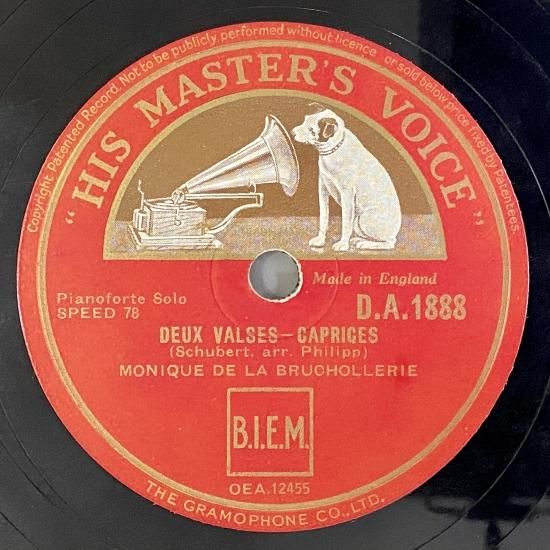 Copyright. Patented Record. Not to be publicly performed without licence or sold below price fixed by Patentees.
"HIS MASTER'S VOICE"
Made in England
Pianoforte Solo
SPEED 78
D.A.1888
DEUX VALSES-CAPRICES
(Schubert, arr. Philipp)
MONIQUE DE LA BRUCHOLLERIE
B.I.E.M.
OEA.12455
THE GRAMOPHONE CO., LTD.